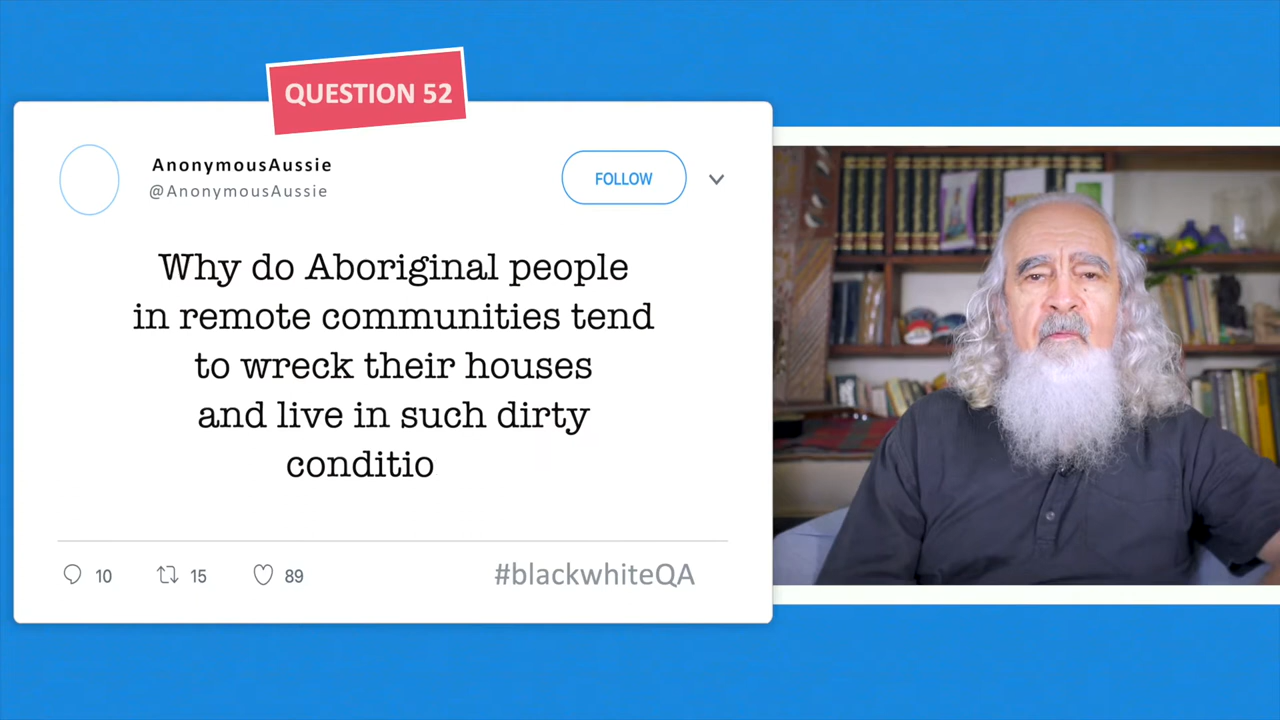 QUESTION 52
AnonymousAussie
@AnonymousAussie
FOLLOW
Why do Aboriginal people
in remote communities tend
to wreck their houses
and live in such dirty
conditio
10 15 89
#blackwhiteQA